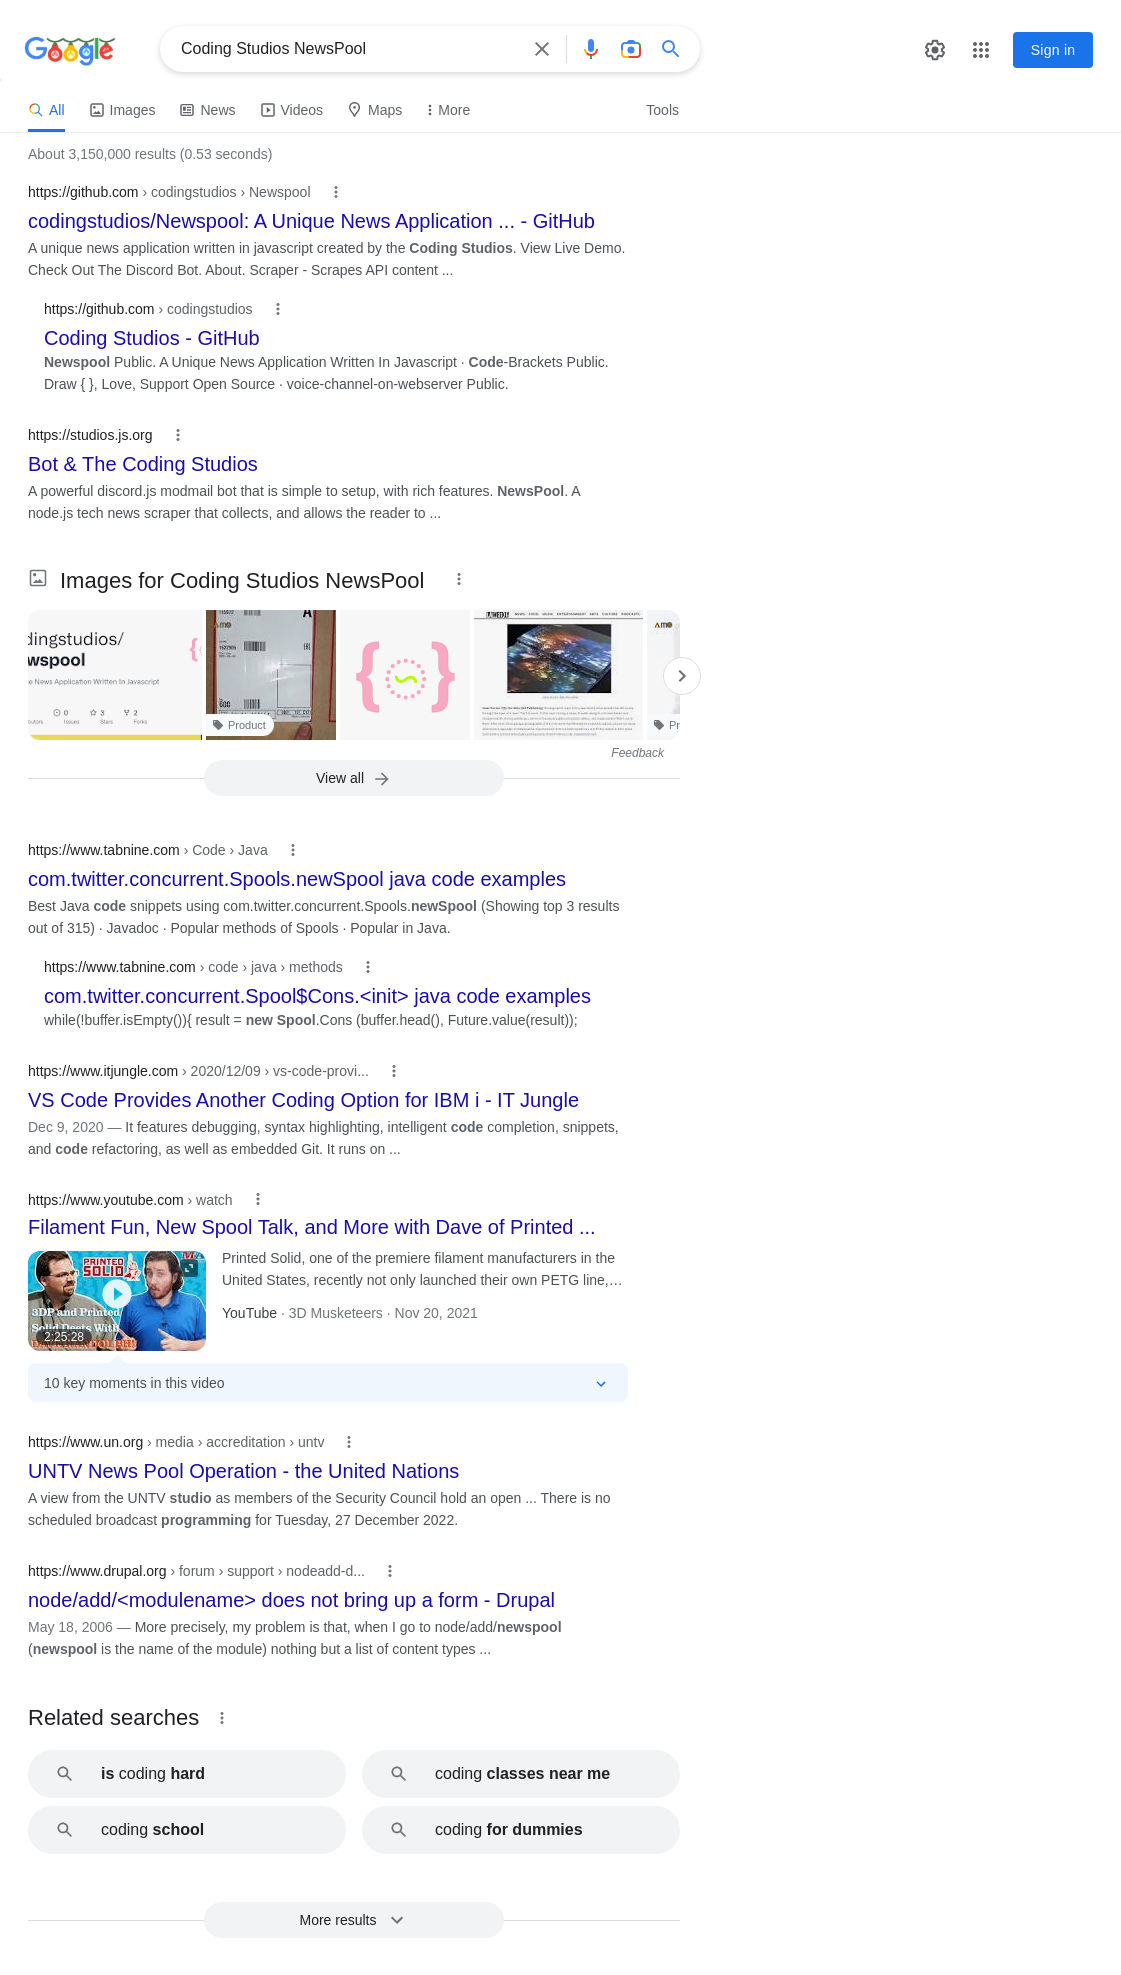 Google
Coding Studios NewsPool
Sign in
All
Images
News
Videos
Maps
More
Tools
About 3,150,000 results (0.53 seconds)
https://github.com › codingstudios › Newspool
codingstudios/Newspool: A Unique News Application ... - GitHub
A unique news application written in javascript created by the Coding Studios. View Live Demo.
Check Out The Discord Bot. About. Scraper - Scrapes API content ...
https://github.com › codingstudios
Coding Studios - GitHub
Newspool Public. A Unique News Application Written In Javascript · Code-Brackets Public.
Draw { }, Love, Support Open Source · voice-channel-on-webserver Public.
https://studios.js.org
Bot & The Coding Studios
A powerful discord.js modmail bot that is simple to setup, with rich features. NewsPool. A
node.js tech news scraper that collects, and allows the reader to ...
Images for Coding Studios NewsPool
dingstudios/
wspool
e News Application Written In Javascript
0
3
2
Issues
Stars
Forks
Product
Pr
Feedback
View all
https://www.tabnine.com › Code › Java
com.twitter.concurrent.Spools.newSpool java code examples
Best Java code snippets using com.twitter.concurrent.Spools.newSpool (Showing top 3 results
out of 315) · Javadoc · Popular methods of Spools · Popular in Java.
https://www.tabnine.com › code › java › methods
com.twitter.concurrent.Spool$Cons.<init> java code examples
while(!buffer.isEmpty()){ result = new Spool.Cons (buffer.head(), Future.value(result));
https://www.itjungle.com › 2020/12/09 › vs-code-provi...
VS Code Provides Another Coding Option for IBM i - IT Jungle
Dec 9, 2020 — It features debugging, syntax highlighting, intelligent code completion, snippets,
and code refactoring, as well as embedded Git. It runs on ...
https://www.youtube.com › watch
Filament Fun, New Spool Talk, and More with Dave of Printed ...
PRINTED
SOLID
3DP and Printed
Solid Deets With
2:25:28
Printed Solid, one of the premiere filament manufacturers in the
United States, recently not only launched their own PETG line,…
YouTube · 3D Musketeers · Nov 20, 2021
10 key moments in this video
https://www.un.org › media › accreditation › untv
UNTV News Pool Operation - the United Nations
A view from the UNTV studio as members of the Security Council hold an open ... There is no
scheduled broadcast programming for Tuesday, 27 December 2022.
https://www.drupal.org › forum › support › nodeadd-d...
node/add/<modulename> does not bring up a form - Drupal
May 18, 2006 — More precisely, my problem is that, when I go to node/add/newspool
(newspool is the name of the module) nothing but a list of content types ...
Related searches
is coding hard
coding classes near me
coding school
coding for dummies
More results